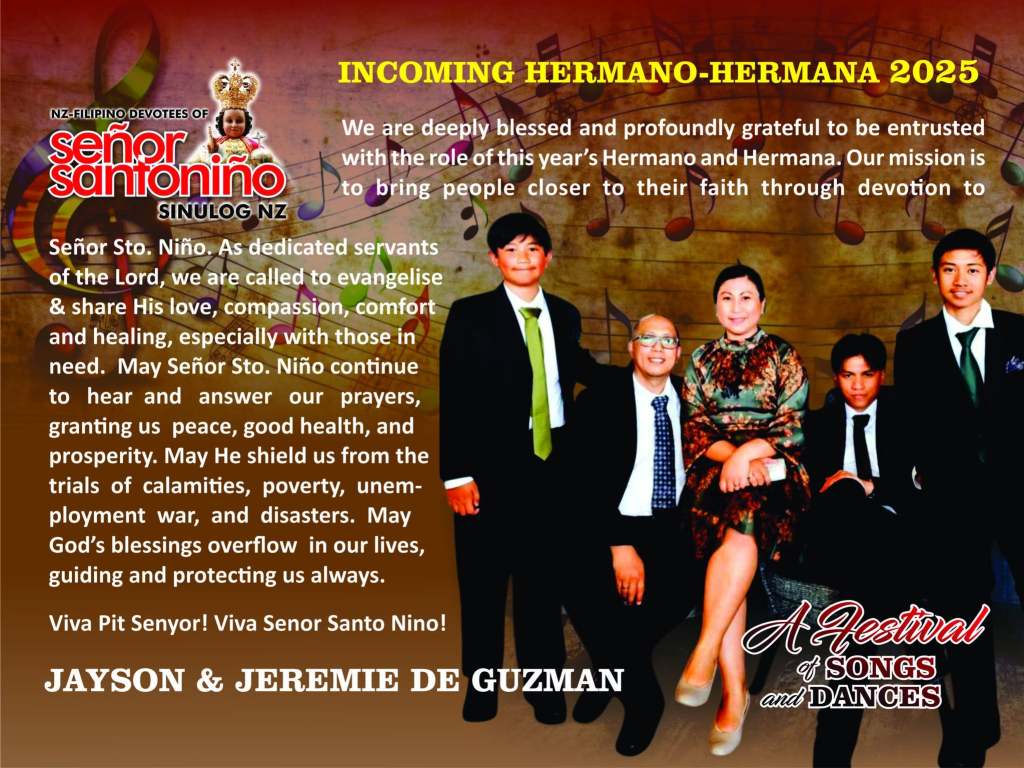 NZ-FILIPINO DEVOTEES OF
señor
santoniño
SINULOG NZ
INCOMING HERMANO-HERMANA 2025
We are deeply blessed and profoundly grateful to be entrusted
with the role of this year's Hermano and Hermana. Our mission is
to bring people closer to their faith through devotion to
Señor Sto. Niño. As dedicated servants
of the Lord, we are called to evangelise
& share His love, compassion, comfort
and healing, especially with those in
need. May Señor Sto. Niño continue
to hear and answer our prayers,
granting us peace, good health, and
prosperity. May He shield us from the
trials of calamities, poverty, unem-
ployment war, and disasters. May
God's blessings overflow in our lives,
guiding and protecting us always.
Viva Pit Senyor! Viva Senor Santo Nino!
JAYSON & JEREMIE DE GUZMAN
A Festival
of SONGS
and DANCES